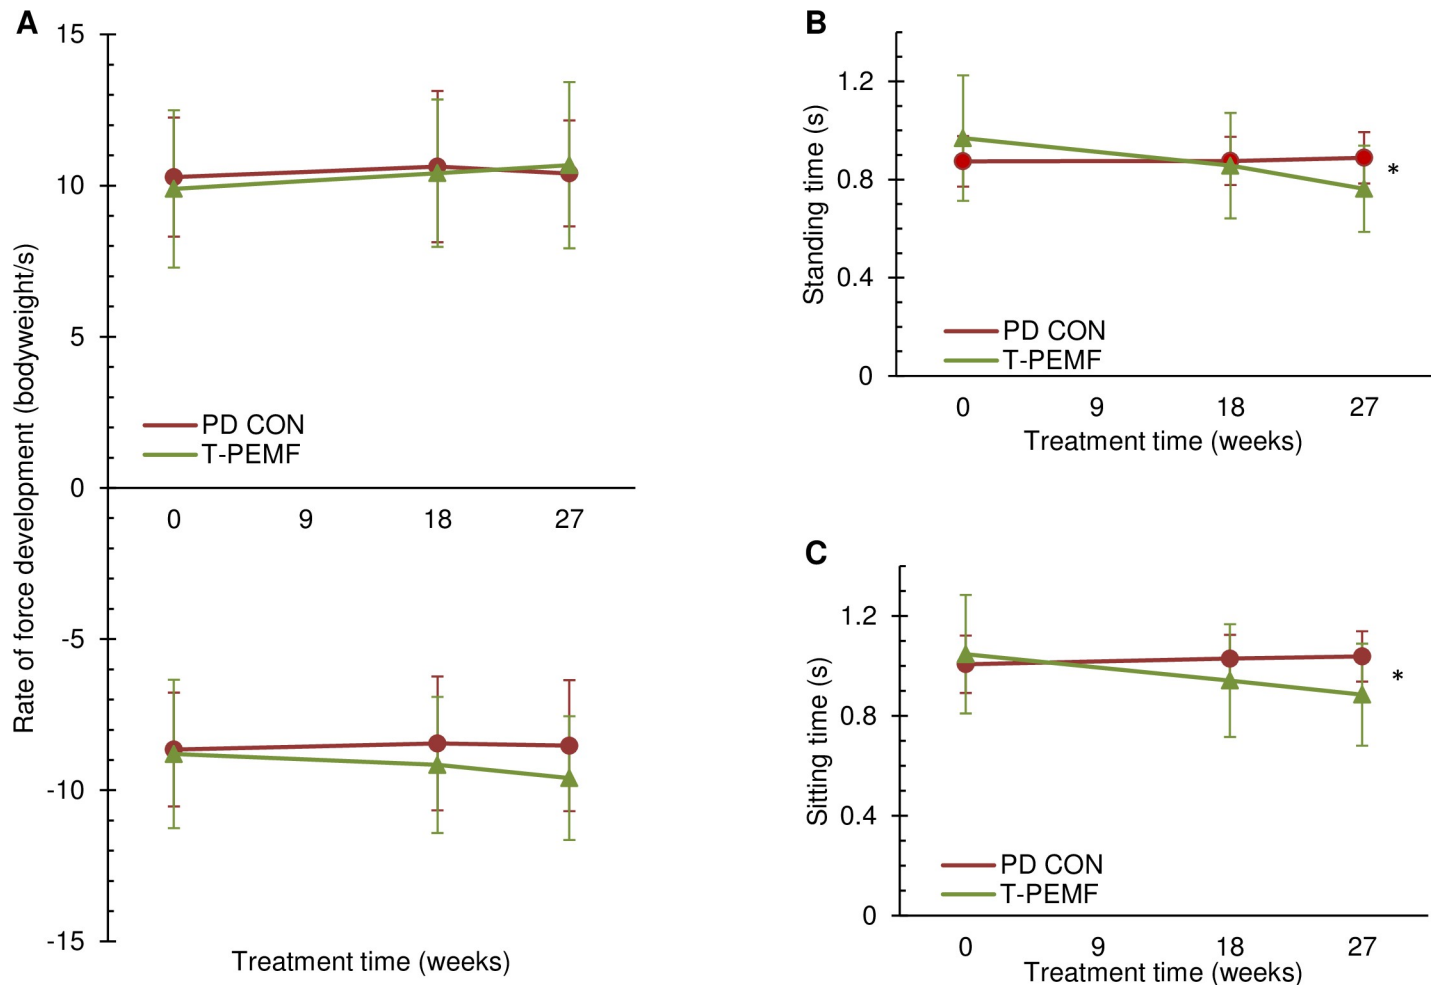 A
Rate of force development (bodyweight/s)
15
10
5
0
-5
-10
-15
PD CON
T-PEMF
0 9 18 27
Treatment time (weeks)
B
Standing time (s)
1.2
0.8
0.4
0
*
PD CON
T-PEMF
0 9 18 27
Treatment time (weeks)
C
Sitting time (s)
1.2
0.8
0.4
0
*
PD CON
T-PEMF
0 9 18 27
Treatment time (weeks)